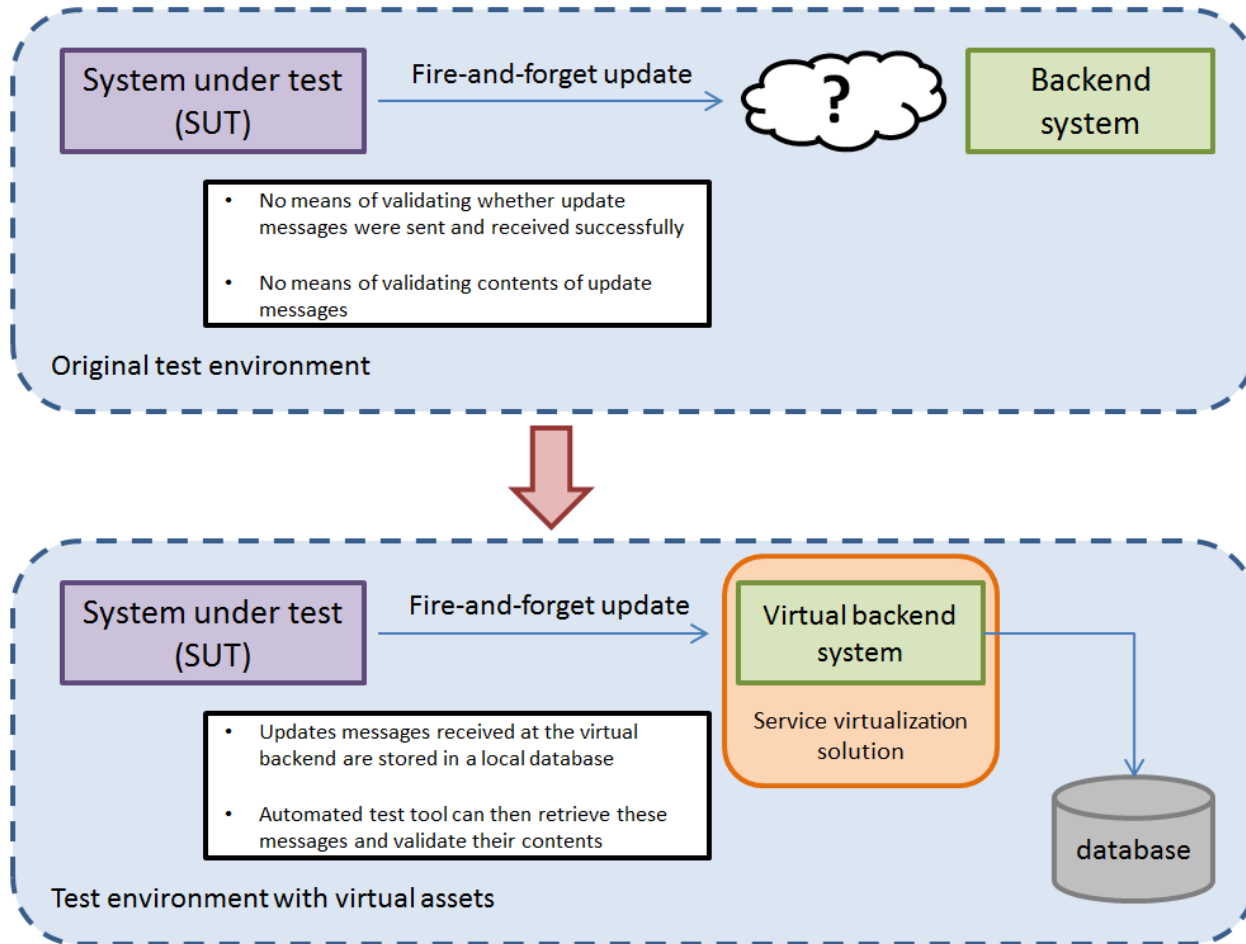 System under test
(SUT)
Fire-and-forget update
?
Backend
system
• No means of validating whether update
messages were sent and received successfully
• No means of validating contents of update
messages
Original test environment
System under test
(SUT)
Fire-and-forget update
Virtual backend
system
Service virtualization
solution
• Updates messages received at the virtual
backend are stored in a local database
• Automated test tool can then retrieve these
messages and validate their contents
database
Test environment with virtual assets